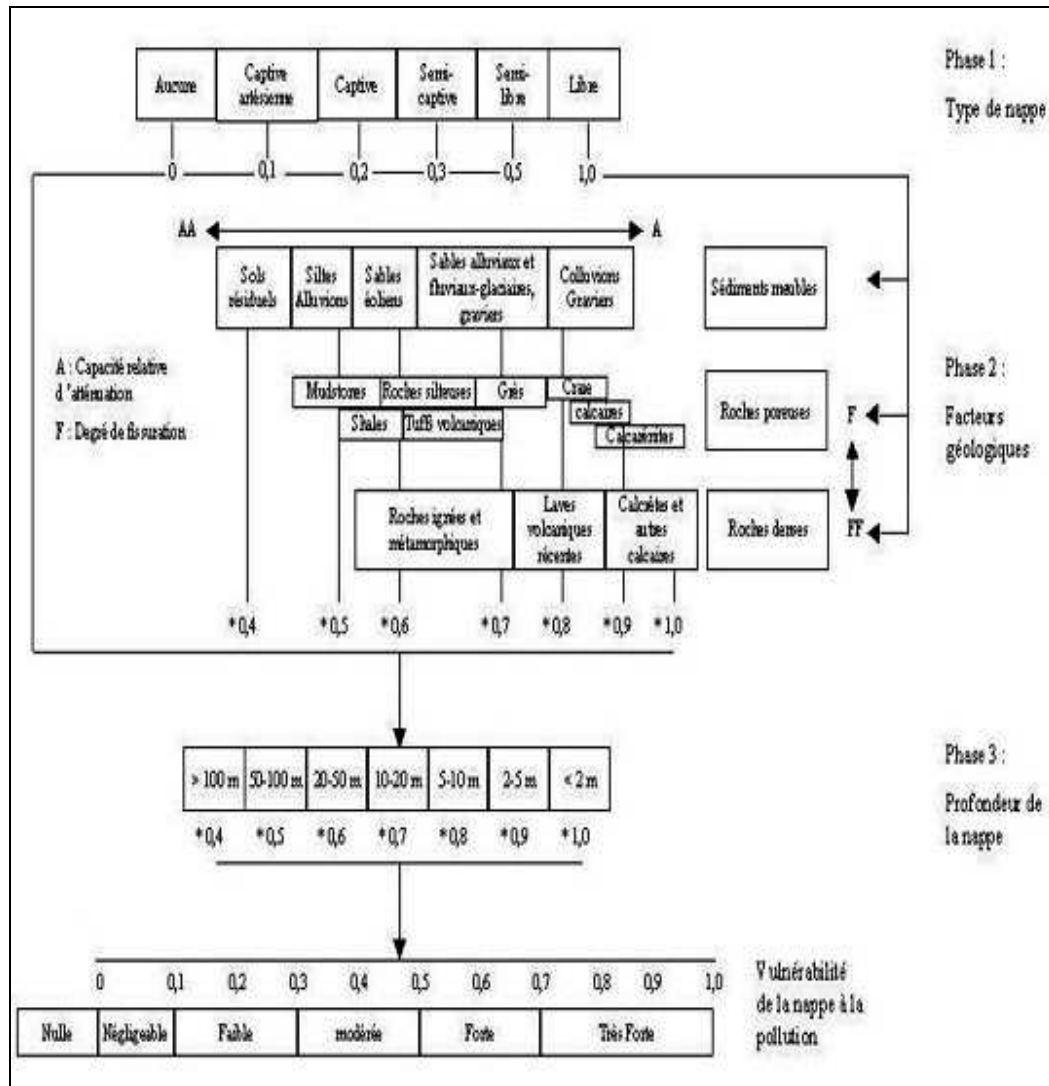 Phase 1 :
Type de nappe
Aucune
Captive
artésienne
Captive
Semi-
captive
Semi-
libre
Libre
0
0,1
0,2
0,3
0,5
1,0
AA
A
Sols
résiduels
Siltes
Alluvions
Sables
éoliens
Sables alluviaux et
fluviaux-glaciaires,
graviers
Colluvions
Graviers
Sédiments meubles
A : Capacité relative
d'atténuation
F : Degré de fissuration
Mudstones
Roches silteuses
Grès
Craie
calcaires
Calcarénites
Shales
Tuffs volcaniques
Roches poreuses
F
Phase 2 :
Facteurs
géologiques
Roches ignées et
métamorphiques
Laves
volcaniques
récentes
Calcrètes et
autres
calcaires
Roches denses
FF
*0,4
*0,5
*0,6
*0,7
*0,8
*0,9
*1,0
> 100 m
50-100 m
20-50 m
10-20 m
5-10 m
2-5 m
< 2 m
*0,4
*0,5
*0,6
*0,7
*0,8
*0,9
*1,0
Phase 3 :
Profondeur de
la nappe
0
0,1
0,2
0,3
0,4
0,5
0,6
0,7
0,8
0,9
1,0
Nulle
Négligeable
Faible
modérée
Forte
Très Forte
Vulnérabilité
de la nappe à la
pollution